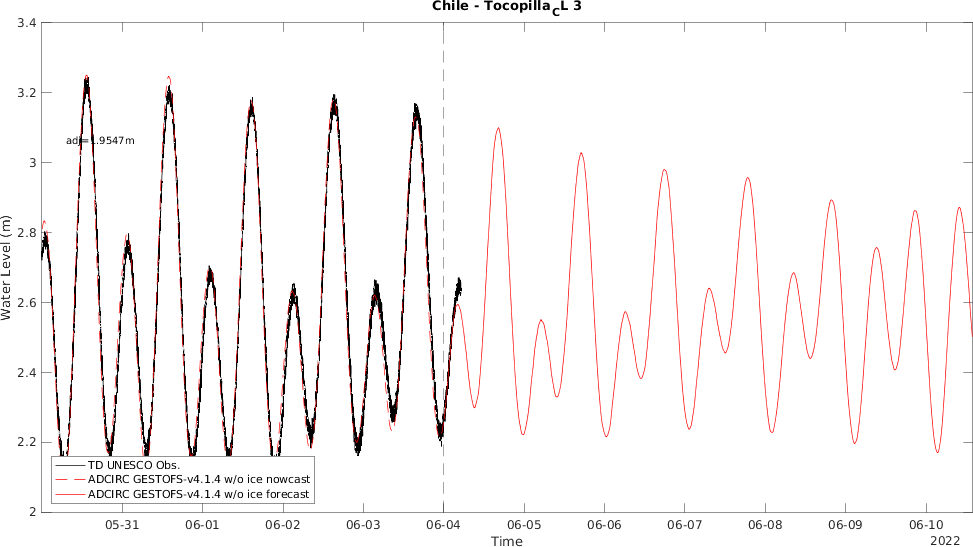 Chile - Tocopilla_CL 3
3.4
3.2
3
2.8
2.6
2.4
2.2
2
Water Level (m)
adj=1.9547m
TD UNESCO Obs.
ADCIRC GESTOFS-v4.1.4 w/o ice nowcast
ADCIRC GESTOFS-v4.1.4 w/o ice forecast
05-31 06-01 06-02 06-03 06-04 06-05 06-06 06-07 06-08 06-09 06-10
Time
2022